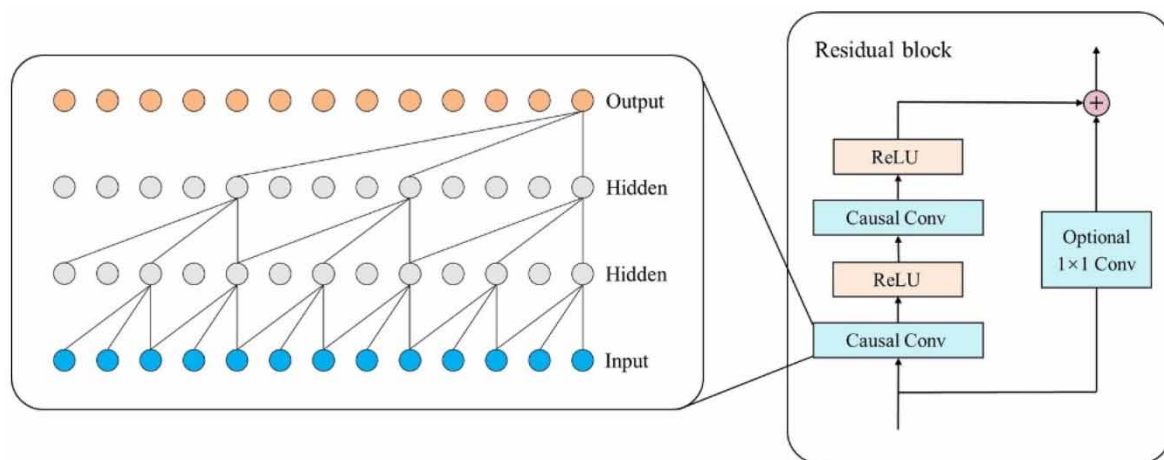 Output
Hidden
Hidden
Input
Residual block
+
ReLU
Causal Conv
ReLU
Causal Conv
Optional
1×1 Conv